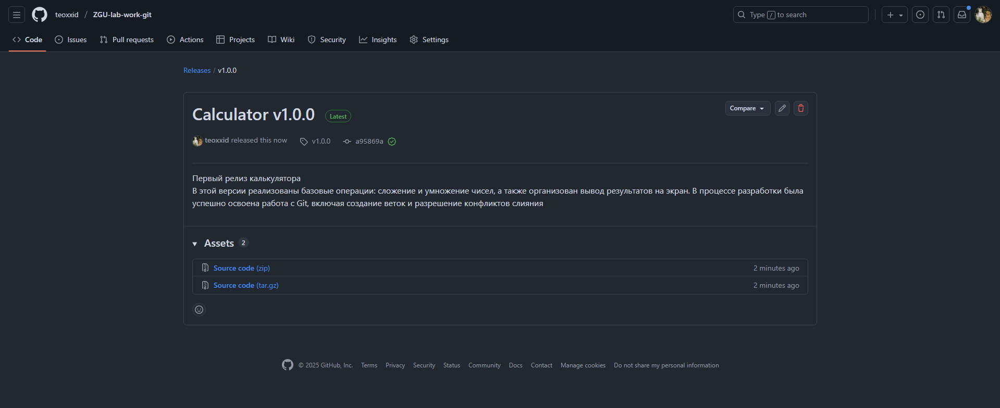 teoxxid / ZGU-lab-work-git
Type / to search
Code Issues Pull requests Actions Projects Wiki Security Insights Settings
Releases / v1.0.0
Calculator v1.0.0 Latest
Compare
teoxxid released this now v1.0.0 a95869a
Первый релиз калькулятора
В этой версии реализованы базовые операции: сложение и умножение чисел, а также организован вывод результатов на экран. В процессе разработки была
успешно освоена работа с Git, включая создание веток и разрешение конфликтов слияния
Assets 2
Source code (zip) 2 minutes ago
Source code (tar.gz) 2 minutes ago
© 2025 GitHub, Inc. Terms Privacy Security Status Community Docs Contact Manage cookies Do not share my personal information